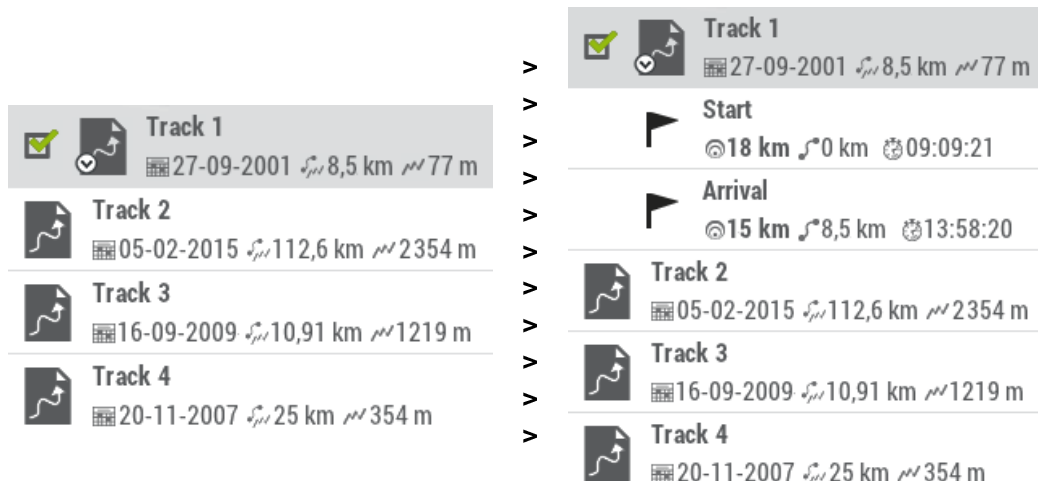 Track 1
27-09-2001 8,5 km 77 m
Track 2
05-02-2015 112,6 km 2354 m
Track 3
16-09-2009 10,91 km 1219 m
Track 4
20-11-2007 25 km 354 m
>
>
>
>
>
>
>
>
>
>
>
Track 1
27-09-2001 8,5 km 77 m
Start
18 km 0 km 09:09:21
Arrival
15 km 8,5 km 13:58:20
Track 2
05-02-2015 112,6 km 2354 m
Track 3
16-09-2009 10,91 km 1219 m
Track 4
20-11-2007 25 km 354 m